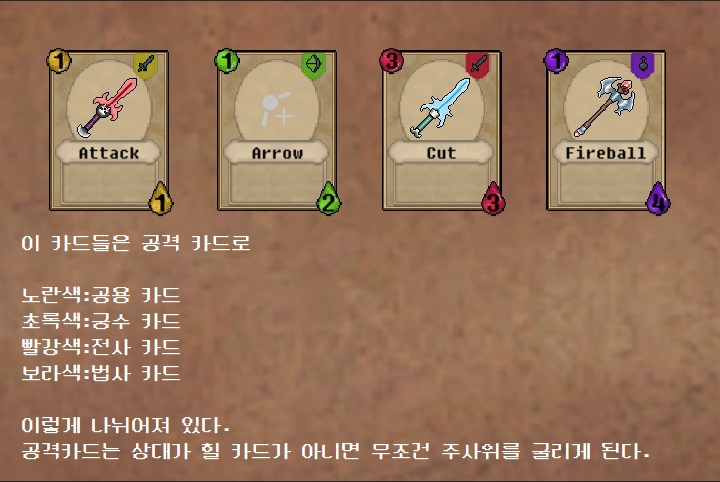 1 1 3 1
Attack Arrow Cut Fireball
1 2 3 4
이 카드들은 공격 카드로
노란색:공용 카드
초록색:궁수 카드
빨강색:전사 카드
보라색:법사 카드
이렇게 나뉘어져 있다.
공격카드는 상대가 힐 카드가 아니면 무조건 주사위를 굴리게 된다.